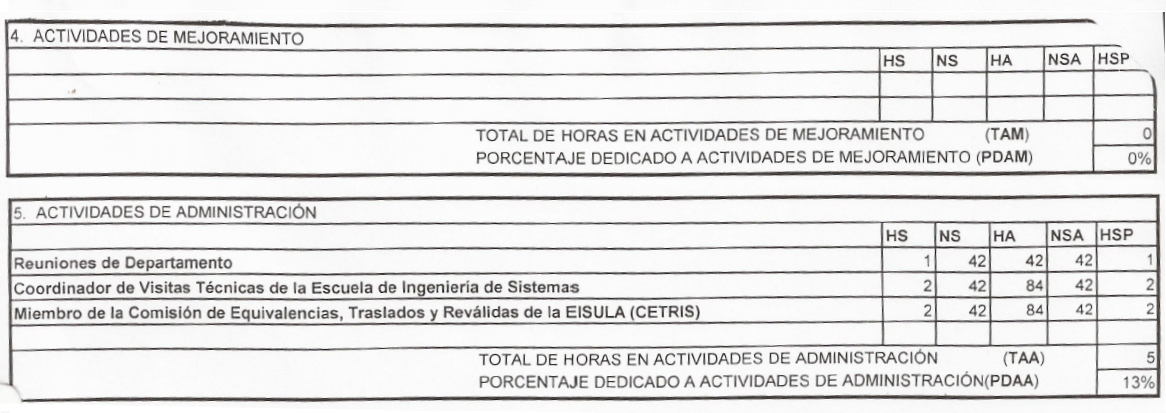 4. ACTIVIDADES DE MEJORAMIENTO
HS NS HA NSA HSP
TOTAL DE HORAS EN ACTIVIDADES DE MEJORAMIENTO (TAM) 0
PORCENTAJE DEDICADO A ACTIVIDADES DE MEJORAMIENTO (PDAM) 0%
5. ACTIVIDADES DE ADMINISTRACIÓN
HS NS HA NSA HSP
Reuniones de Departamento 1 42 42 42 1
Coordinador de Visitas Técnicas de la Escuela de Ingeniería de Sistemas 2 42 84 42 2
Miembro de la Comisión de Equivalencias, Traslados y Reválidas de la EISULA (CETRIS) 2 42 84 42 2
TOTAL DE HORAS EN ACTIVIDADES DE ADMINISTRACIÓN (TAA) 5
PORCENTAJE DEDICADO A ACTIVIDADES DE ADMINISTRACIÓN(PDAA) 13%